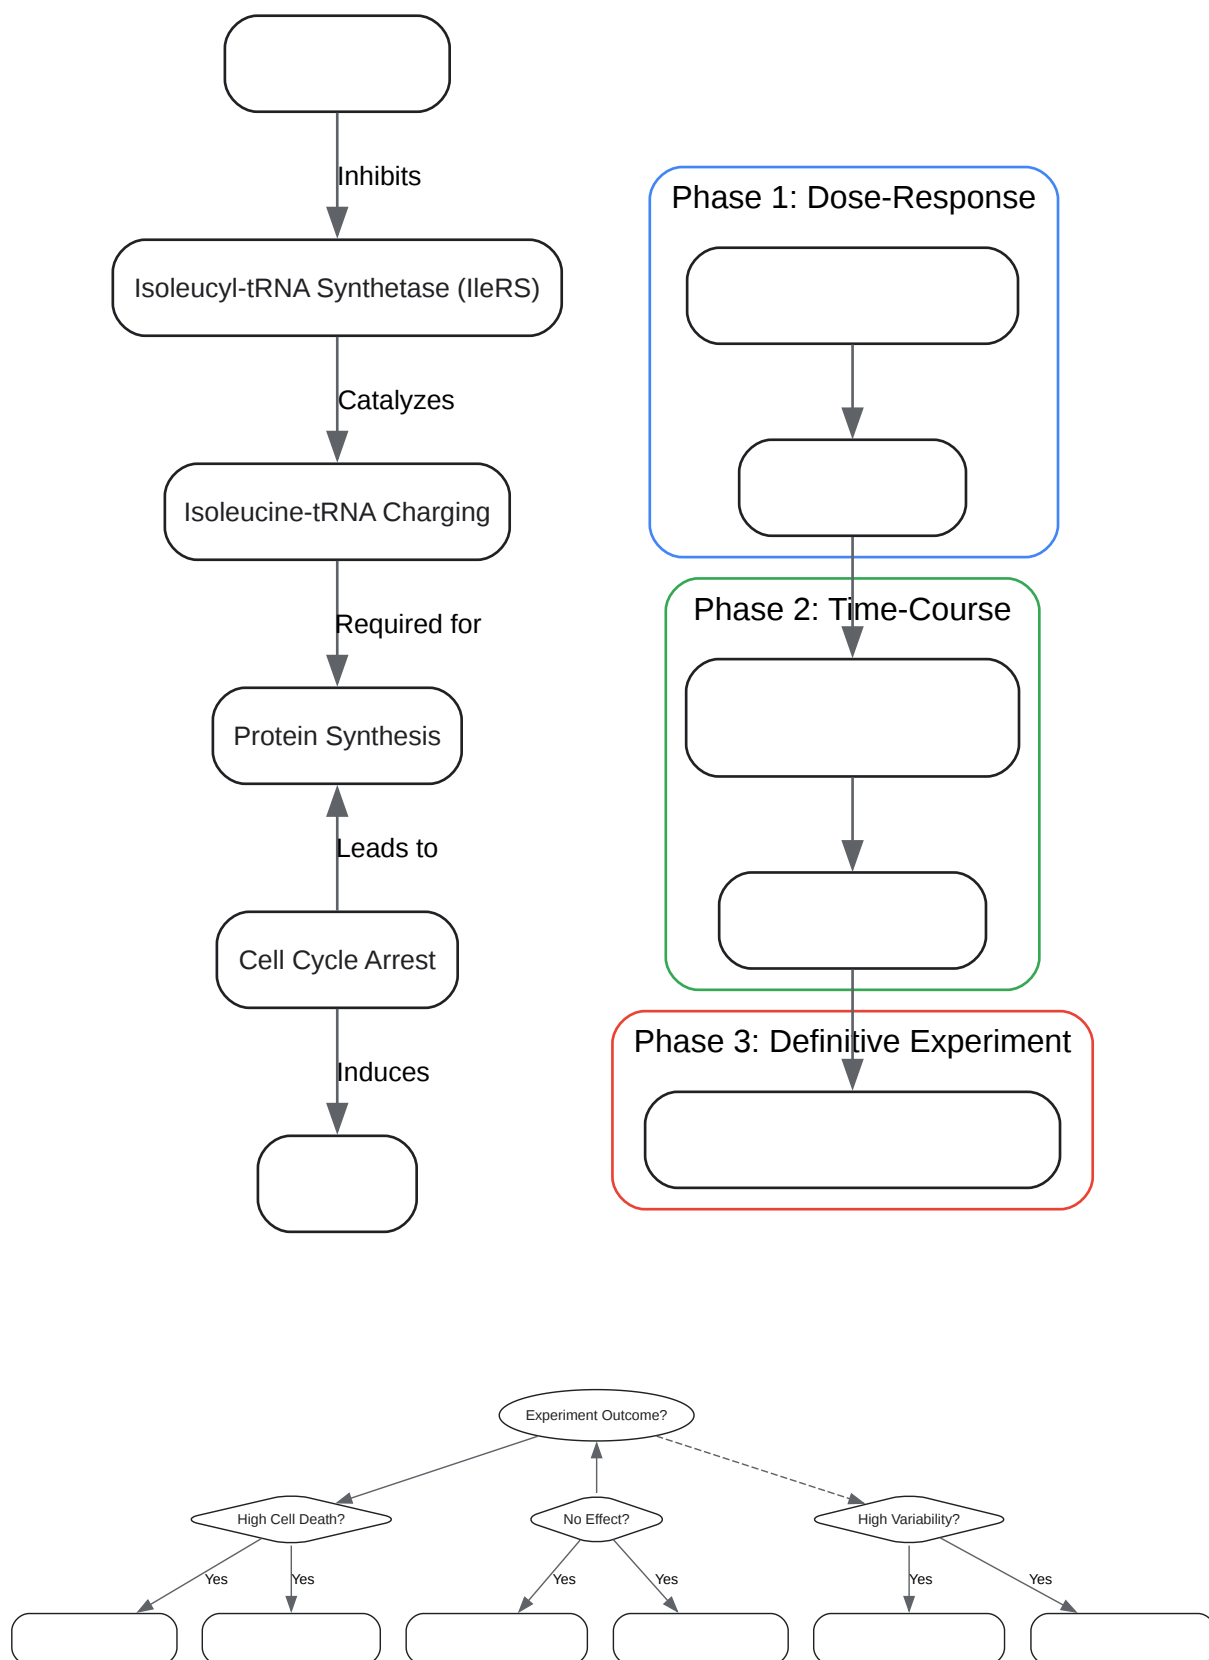 Inhibits
Isoleucyl-tRNA Synthetase (IleRS)
Catalyzes
Isoleucine-tRNA Charging
Required for
Protein Synthesis
Leads to
Cell Cycle Arrest
Induces
Phase 1: Dose-Response
Phase 2: Time-Course
Phase 3: Definitive Experiment
Experiment Outcome?
High Cell Death?
No Effect?
High Variability?
Yes
Yes
Yes
Yes
Yes
Yes